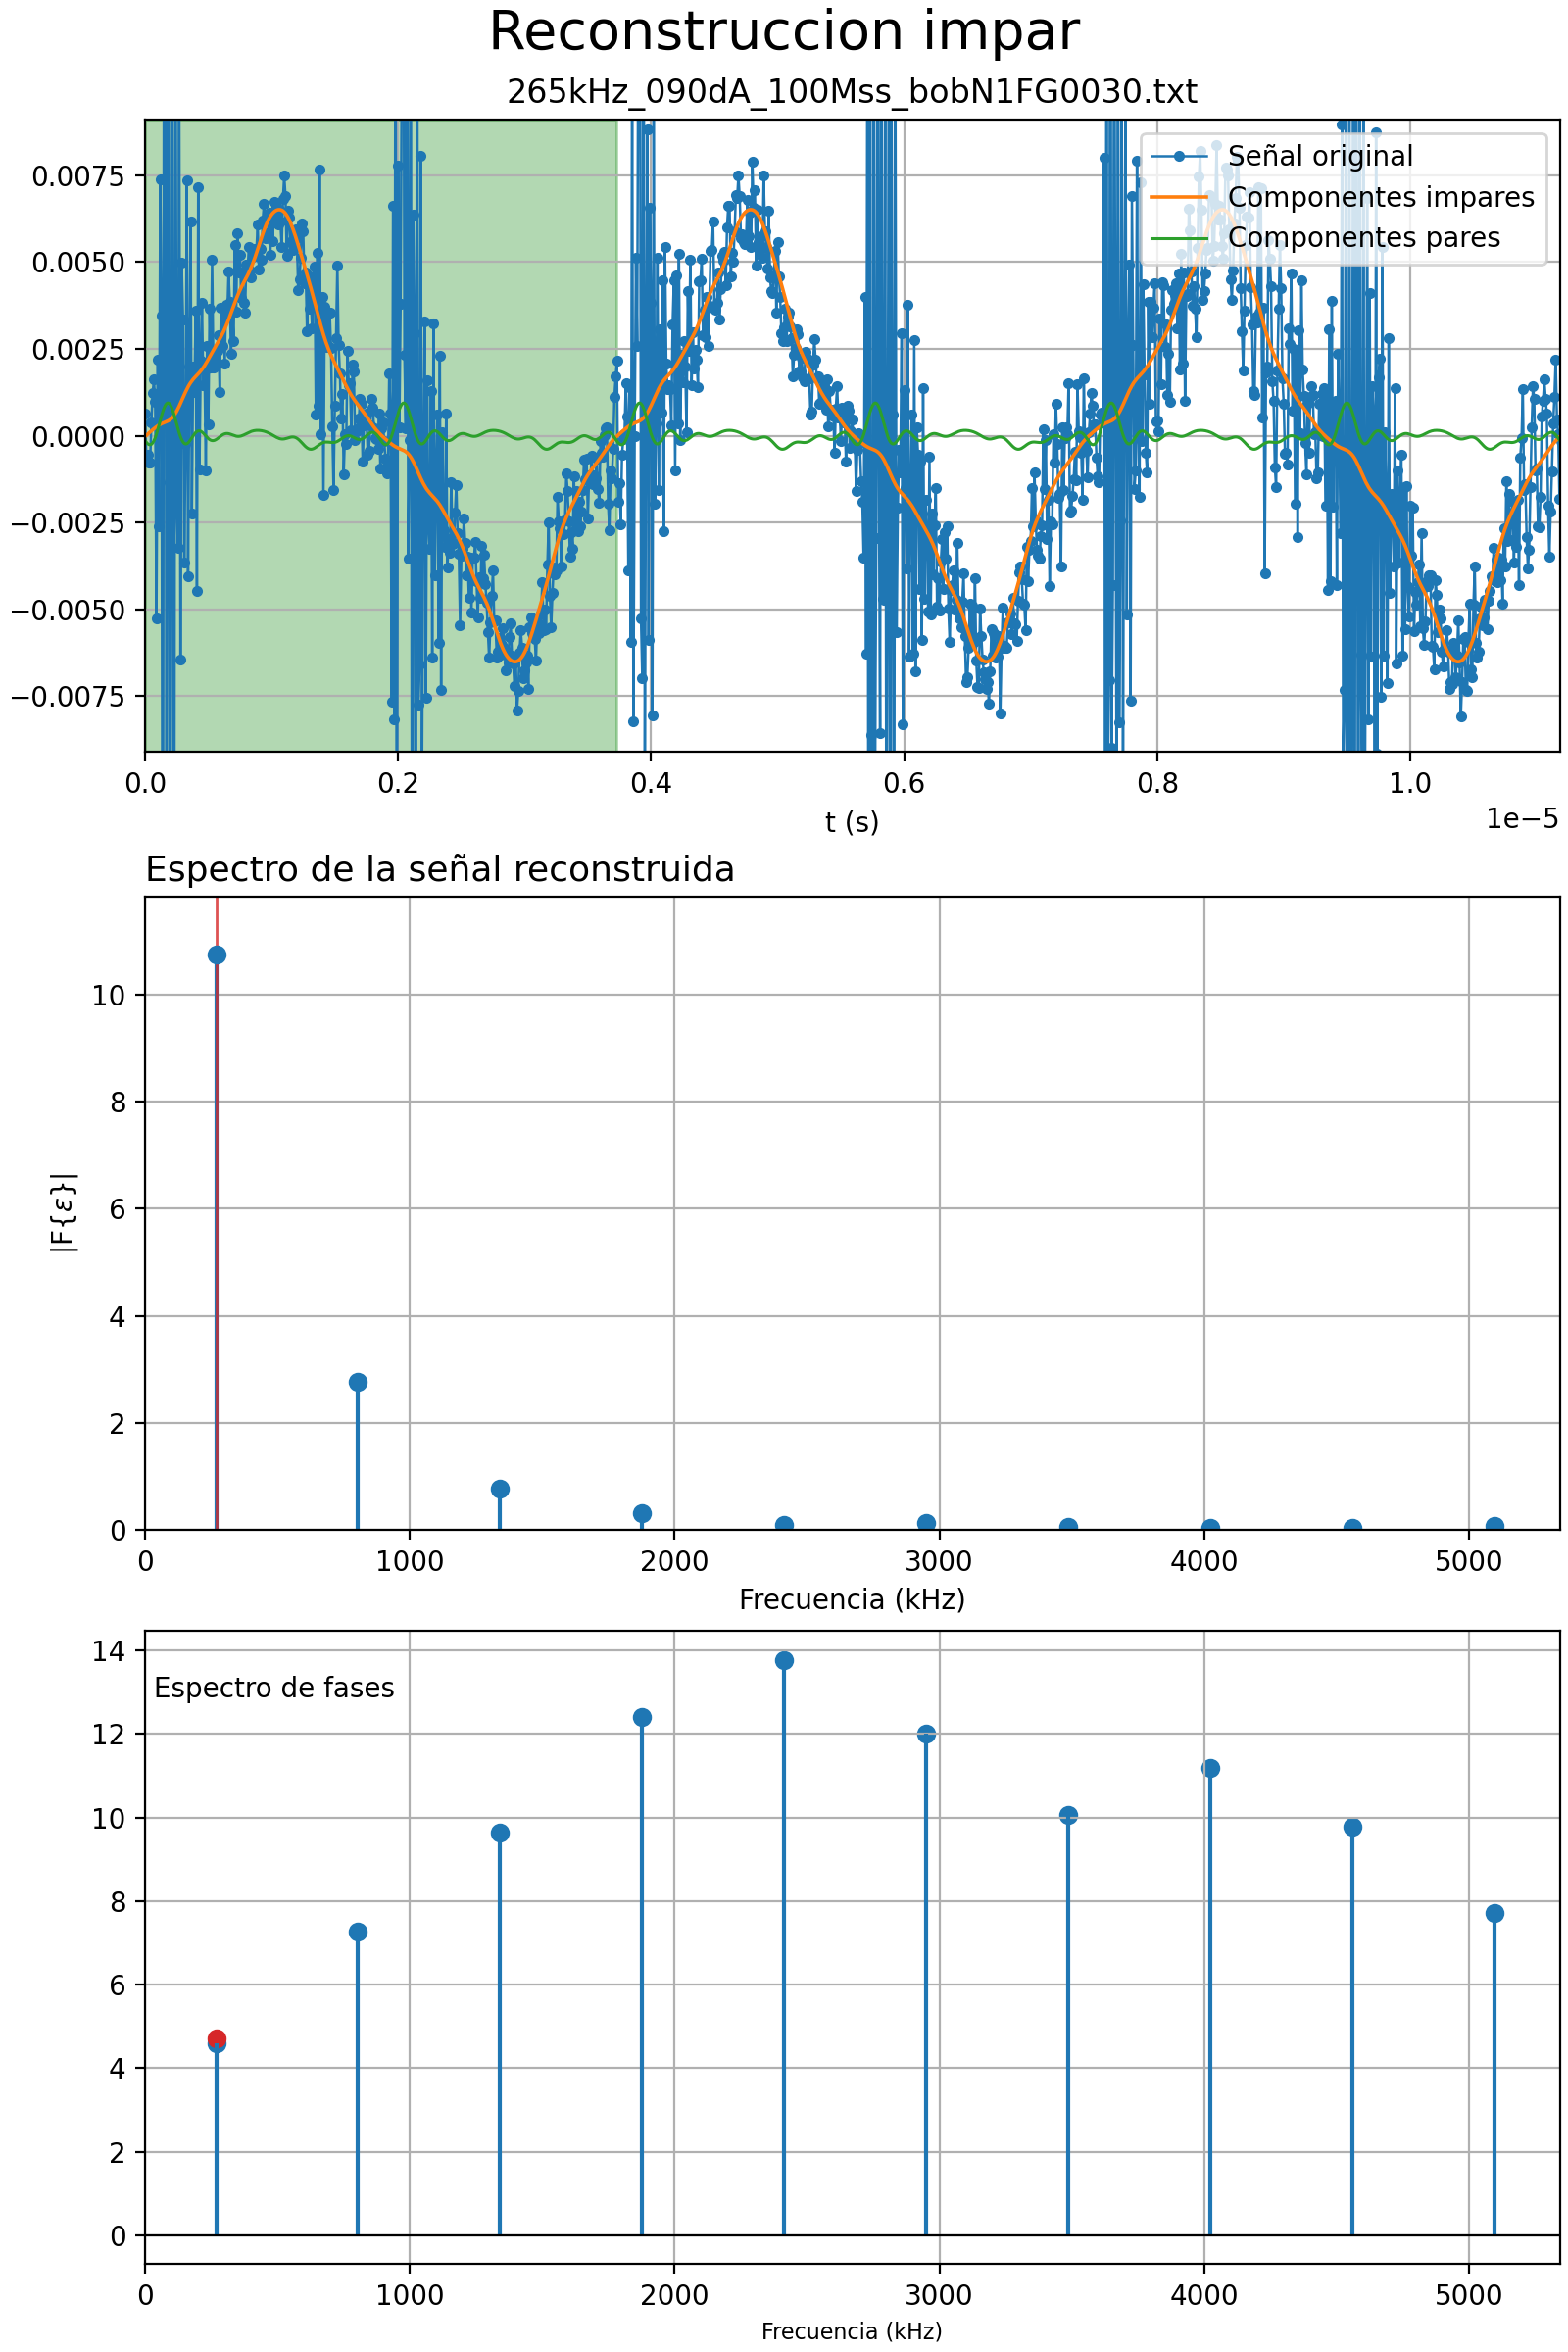 Reconstruccion impar
265kHz_090dA_100Mss_bobN1FG0030.txt
Señal original
Componentes impares
Componentes pares
0.0075
0.0050
0.0025
0.0000
−0.0025
−0.0050
−0.0075
0.0 0.2 0.4 0.6 0.8 1.0
t (s)
1e−5
Espectro de la señal reconstruida
|F{ε}|
10
8
6
4
2
0
0 1000 2000 3000 4000 5000
Frecuencia (kHz)
Espectro de fases
14
12
10
8
6
4
2
0
0 1000 2000 3000 4000 5000
Frecuencia (kHz)